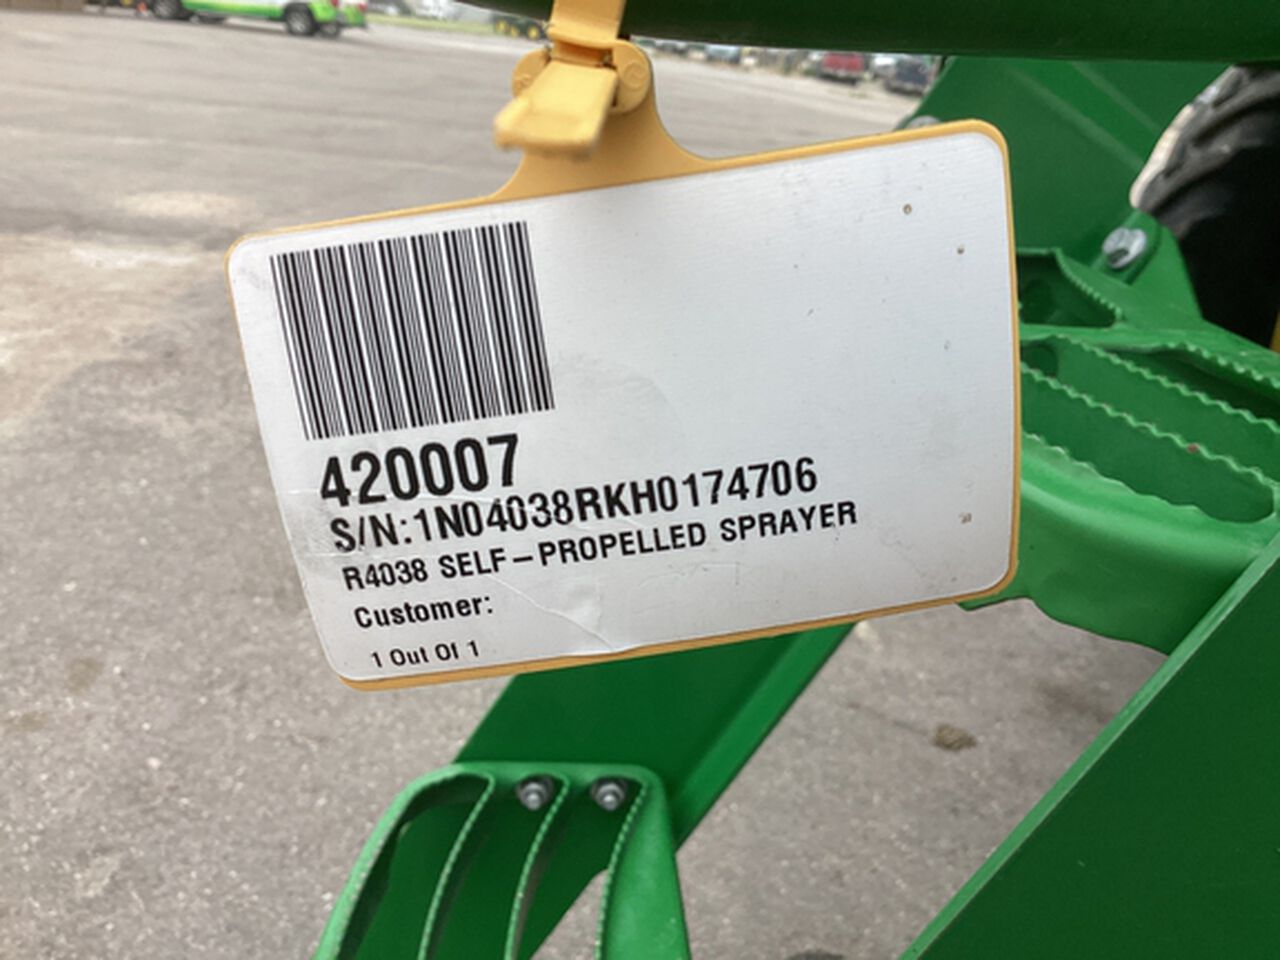 420007
S/N:1N04038RKH0174706
R4038 SELF-PROPELLED SPRAYER
Customer:
1 Out Of 1